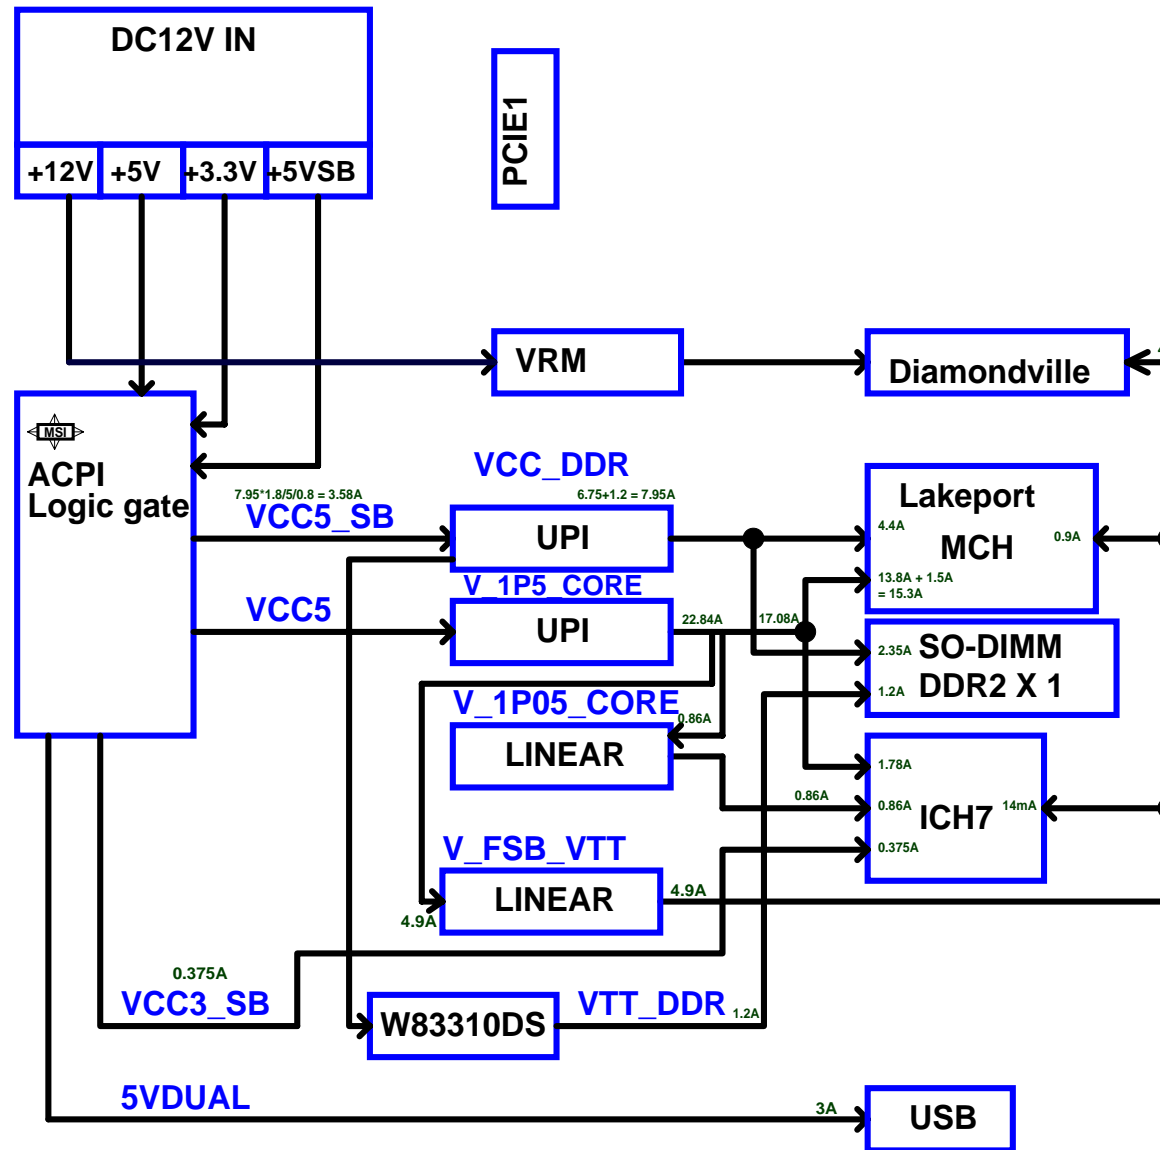 DC12V IN
+12V
+5V
+3.3V
+5VSB
PCIE1
VRM
Diamondville
MSI
ACPI
Logic gate
7.95*1.8/5/0.8 = 3.58A
VCC5_SB
VCC_DDR
6.75+1.2 = 7.95A
UPI
Lakeport
MCH
4.4A
0.9A
13.8A + 1.5A
= 15.3A
VCC5
V_1P5_CORE
UPI
22.84A
17.08A
2.35A
SO-DIMM
DDR2 X 1
1.2A
V_1P05_CORE
0.86A
LINEAR
0.86A
1.78A
0.86A
ICH7
14mA
0.375A
V_FSB_VTT
LINEAR
4.9A
4.9A
0.375A
VCC3_SB
W83310DS
VTT_DDR
1.2A
5VDUAL
3A
USB